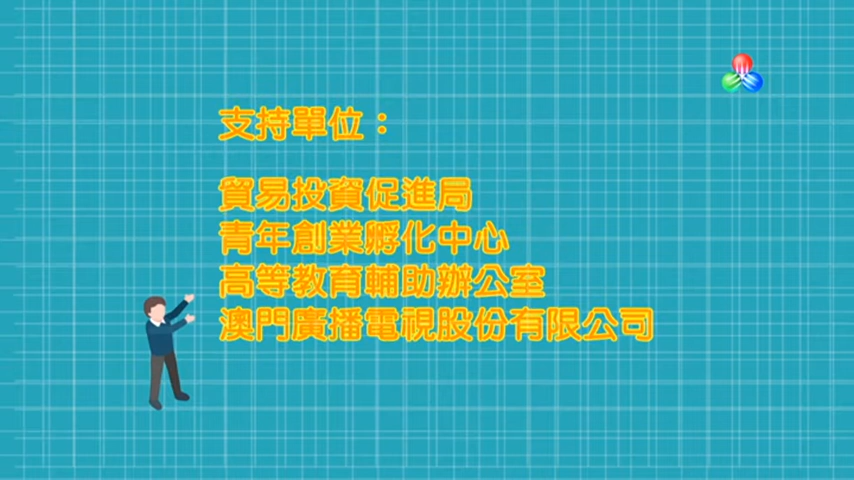 支持單位：
貿易投資促進局
青年創業孵化中心
高等教育輔助辦公室
澳門廣播電視股份有限公司